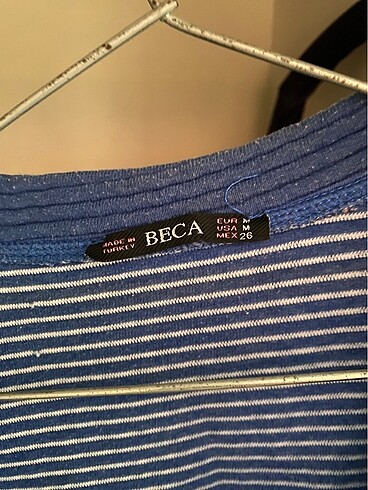 MADE IN
TURKEY
BECA
EUR M
USA M
MEX 26